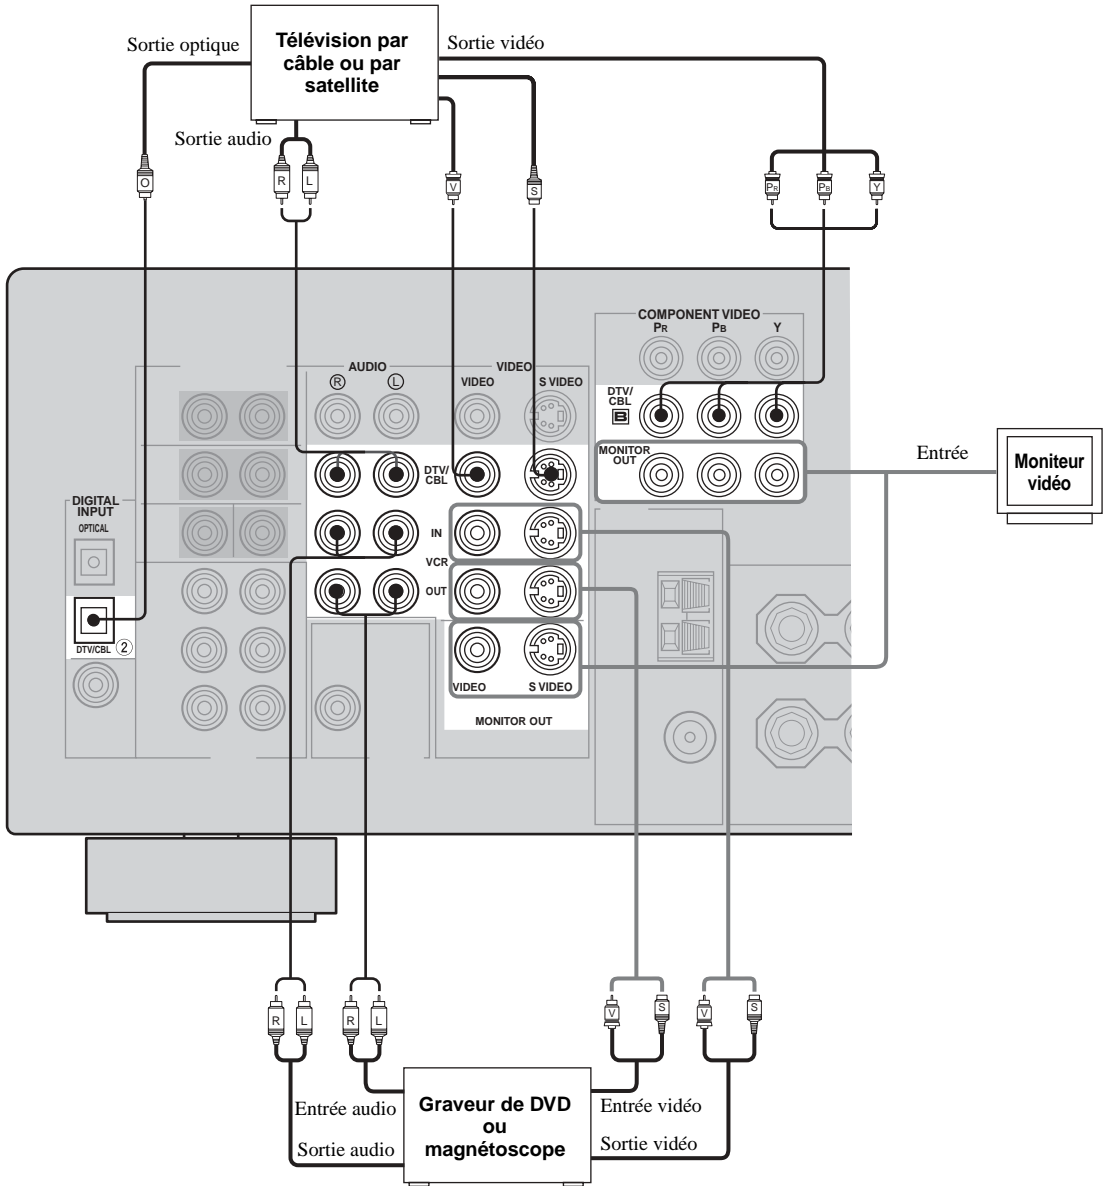 Sortie optique
Télévision par
câble ou par
satellite
Sortie vidéo
Sortie audio
O
R L
V
S
PR PB Y
COMPONENT VIDEO
PR PB Y
AUDIO
R L
VIDEO
VIDEO S VIDEO
DTV/
CBL
B
DTV/
CBL
MONITOR
OUT
Entrée
Moniteur
vidéo
DIGITAL
INPUT
OPTICAL
IN
VCR
OUT
DTV/CBL 2
VIDEO S VIDEO
MONITOR OUT
R L
R L
V S
V S
Entrée audio
Sortie audio
Graveur de DVD
ou
magnétoscope
Entrée vidéo
Sortie vidéo